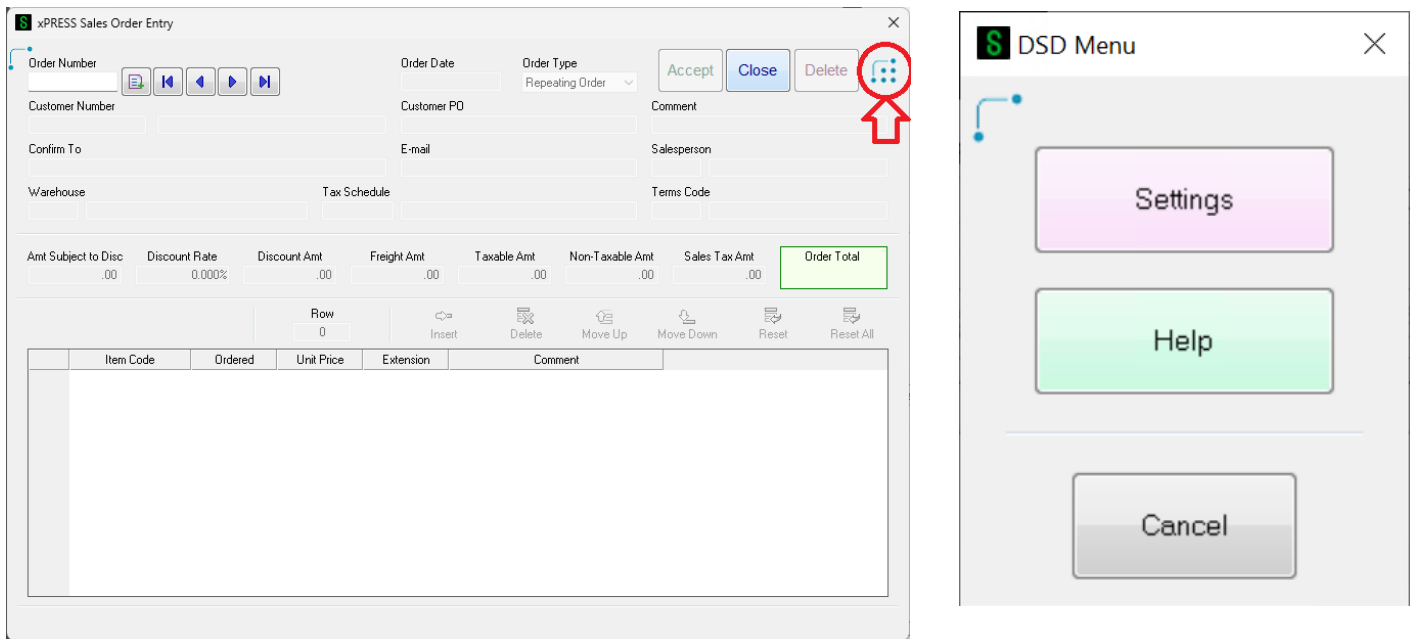 S xPRESS Sales Order Entry
Order Number
Order Date
Order Type
Repeating Order
Accept
Close
Delete
Customer Number
Customer PO
Comment
Confirm To
E-mail
Salesperson
Warehouse
Tax Schedule
Terms Code
Amt Subject to Disc
Discount Rate
Discount Amt
Freight Amt
Taxable Amt
Non-Taxable Amt
Sales Tax Amt
Order Total
.00
0.000%
.00
.00
.00
.00
.00
Row
0
Insert
Delete
Move Up
Move Down
Reset
Reset All
Item Code
Ordered
Unit Price
Extension
Comment
S DSD Menu
Settings
Help
Cancel